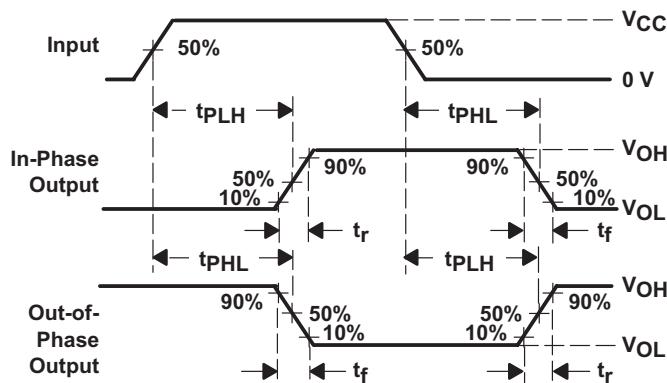 VCC
Input
50%
50%
0 V
tPLH
tPHL
In-Phase
Output
VOH
90%
90%
50%
50%
10%
10%
VOL
tr
tf
tPHL
tPLH
Out-of-
Phase
Output
VOH
90%
90%
50%
50%
10%
10%
VOL
tf
tr